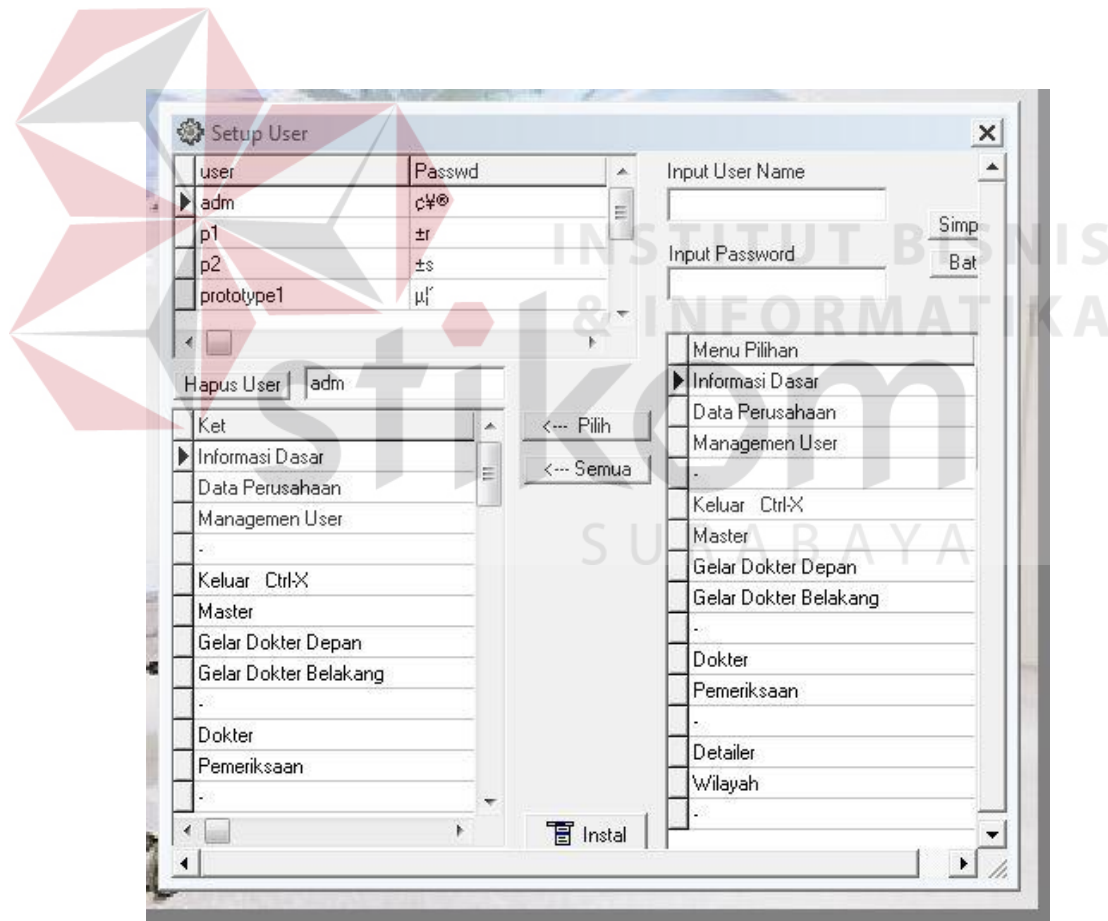 Setup User
user Passwd
adm ç¥®
p1 ±r
p2 ±s
prototype1
Hapus User adm
Ket
Informasi Dasar
Data Perusahaan
Managemen User
-
Keluar Ctrl-X
Master
Gelar Dokter Depan
Gelar Dokter Belakang
-
Dokter
Pemeriksaan
-
<--- Pilih
<--- Semua
Instal
Input User Name
Input Password
Simp
Bat
Menu Pilihan
Informasi Dasar
Data Perusahaan
Managemen User
-
Keluar Ctrl-X
Master
Gelar Dokter Depan
Gelar Dokter Belakang
-
Dokter
Pemeriksaan
-
Detailer
Wilayah
-
INSTITUT BISNIS
& INFORMATIKA
stikom
SURABAYA